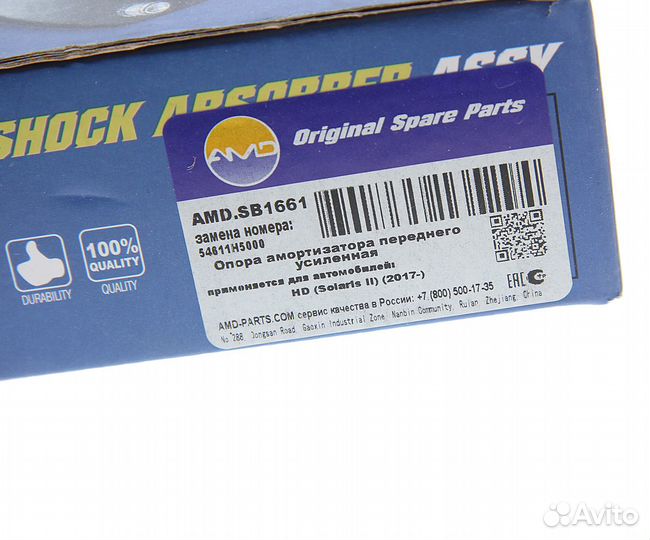 SHOCK ABSORBER ASSY
AMD
Original Spare Parts
AMD.SB1661
замена номера:
54611H5000
Опора амортизатора переднего
усиленная
применяется для автомобилей:
HD (Solaris II) (2017-)
EAC
AMD-PARTS.COM сервис качества в России: +7 (800) 500-17-35
No 288, Jongsan Road, Gaoxin Industrial Zone, Nanbin Community, Ruian, Zhejiang, China
DURABILITY
100%
QUALITY
QUALITY
Avito